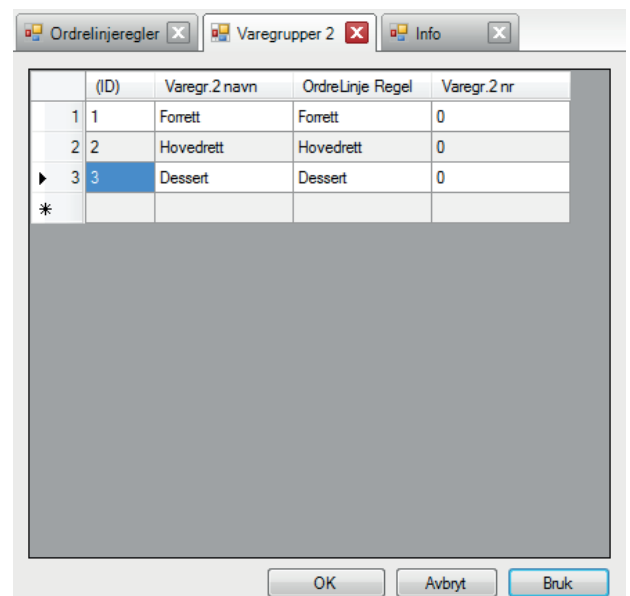 Ordrelinjeregler Varegrupper 2 Info
(ID) Varegr.2 navn OrdreLinje Regel Varegr.2 nr
1 1 Forrett Forrett 0
2 2 Hovedrett Hovedrett 0
3 3 Dessert Dessert 0
OK Avbryt Bruk